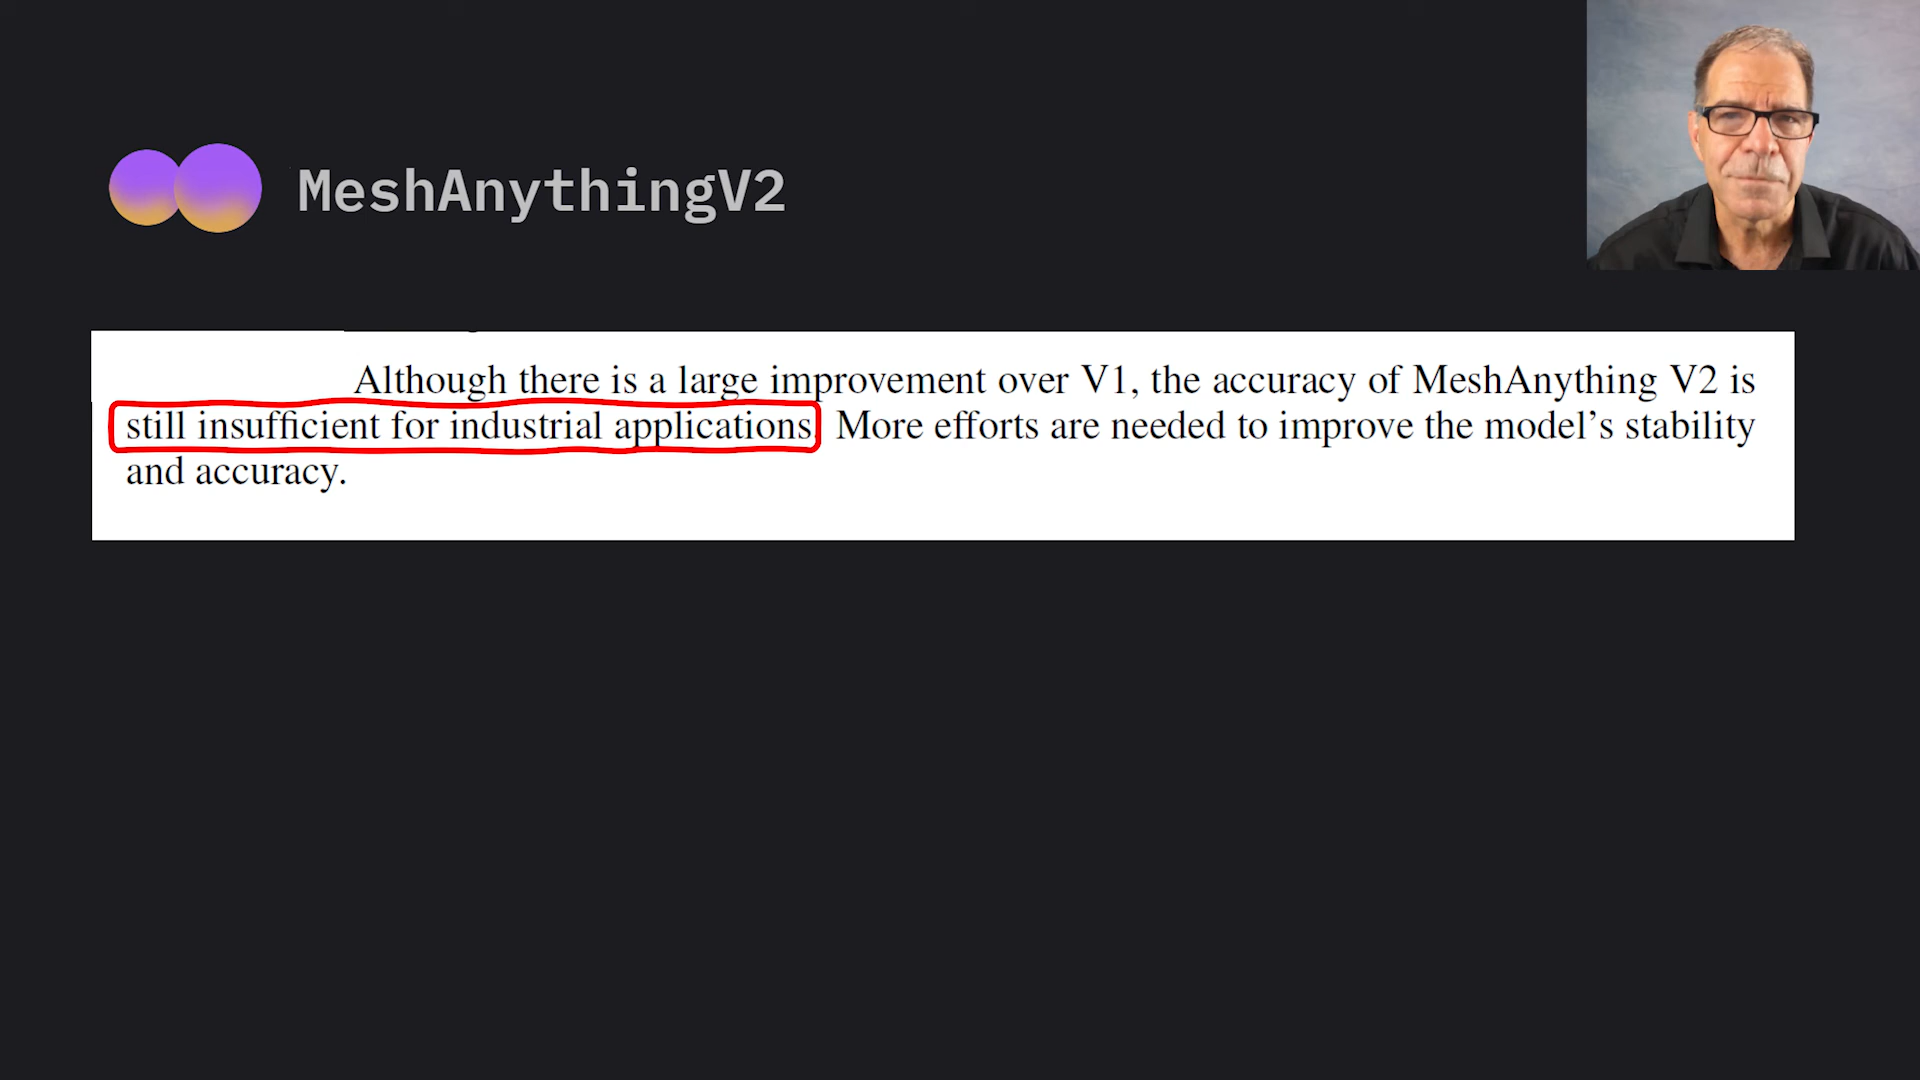 MeshAnythingV2
Although there is a large improvement over V1, the accuracy of MeshAnything V2 is
still insufficient for industrial applications. More efforts are needed to improve the model’s stability
and accuracy.